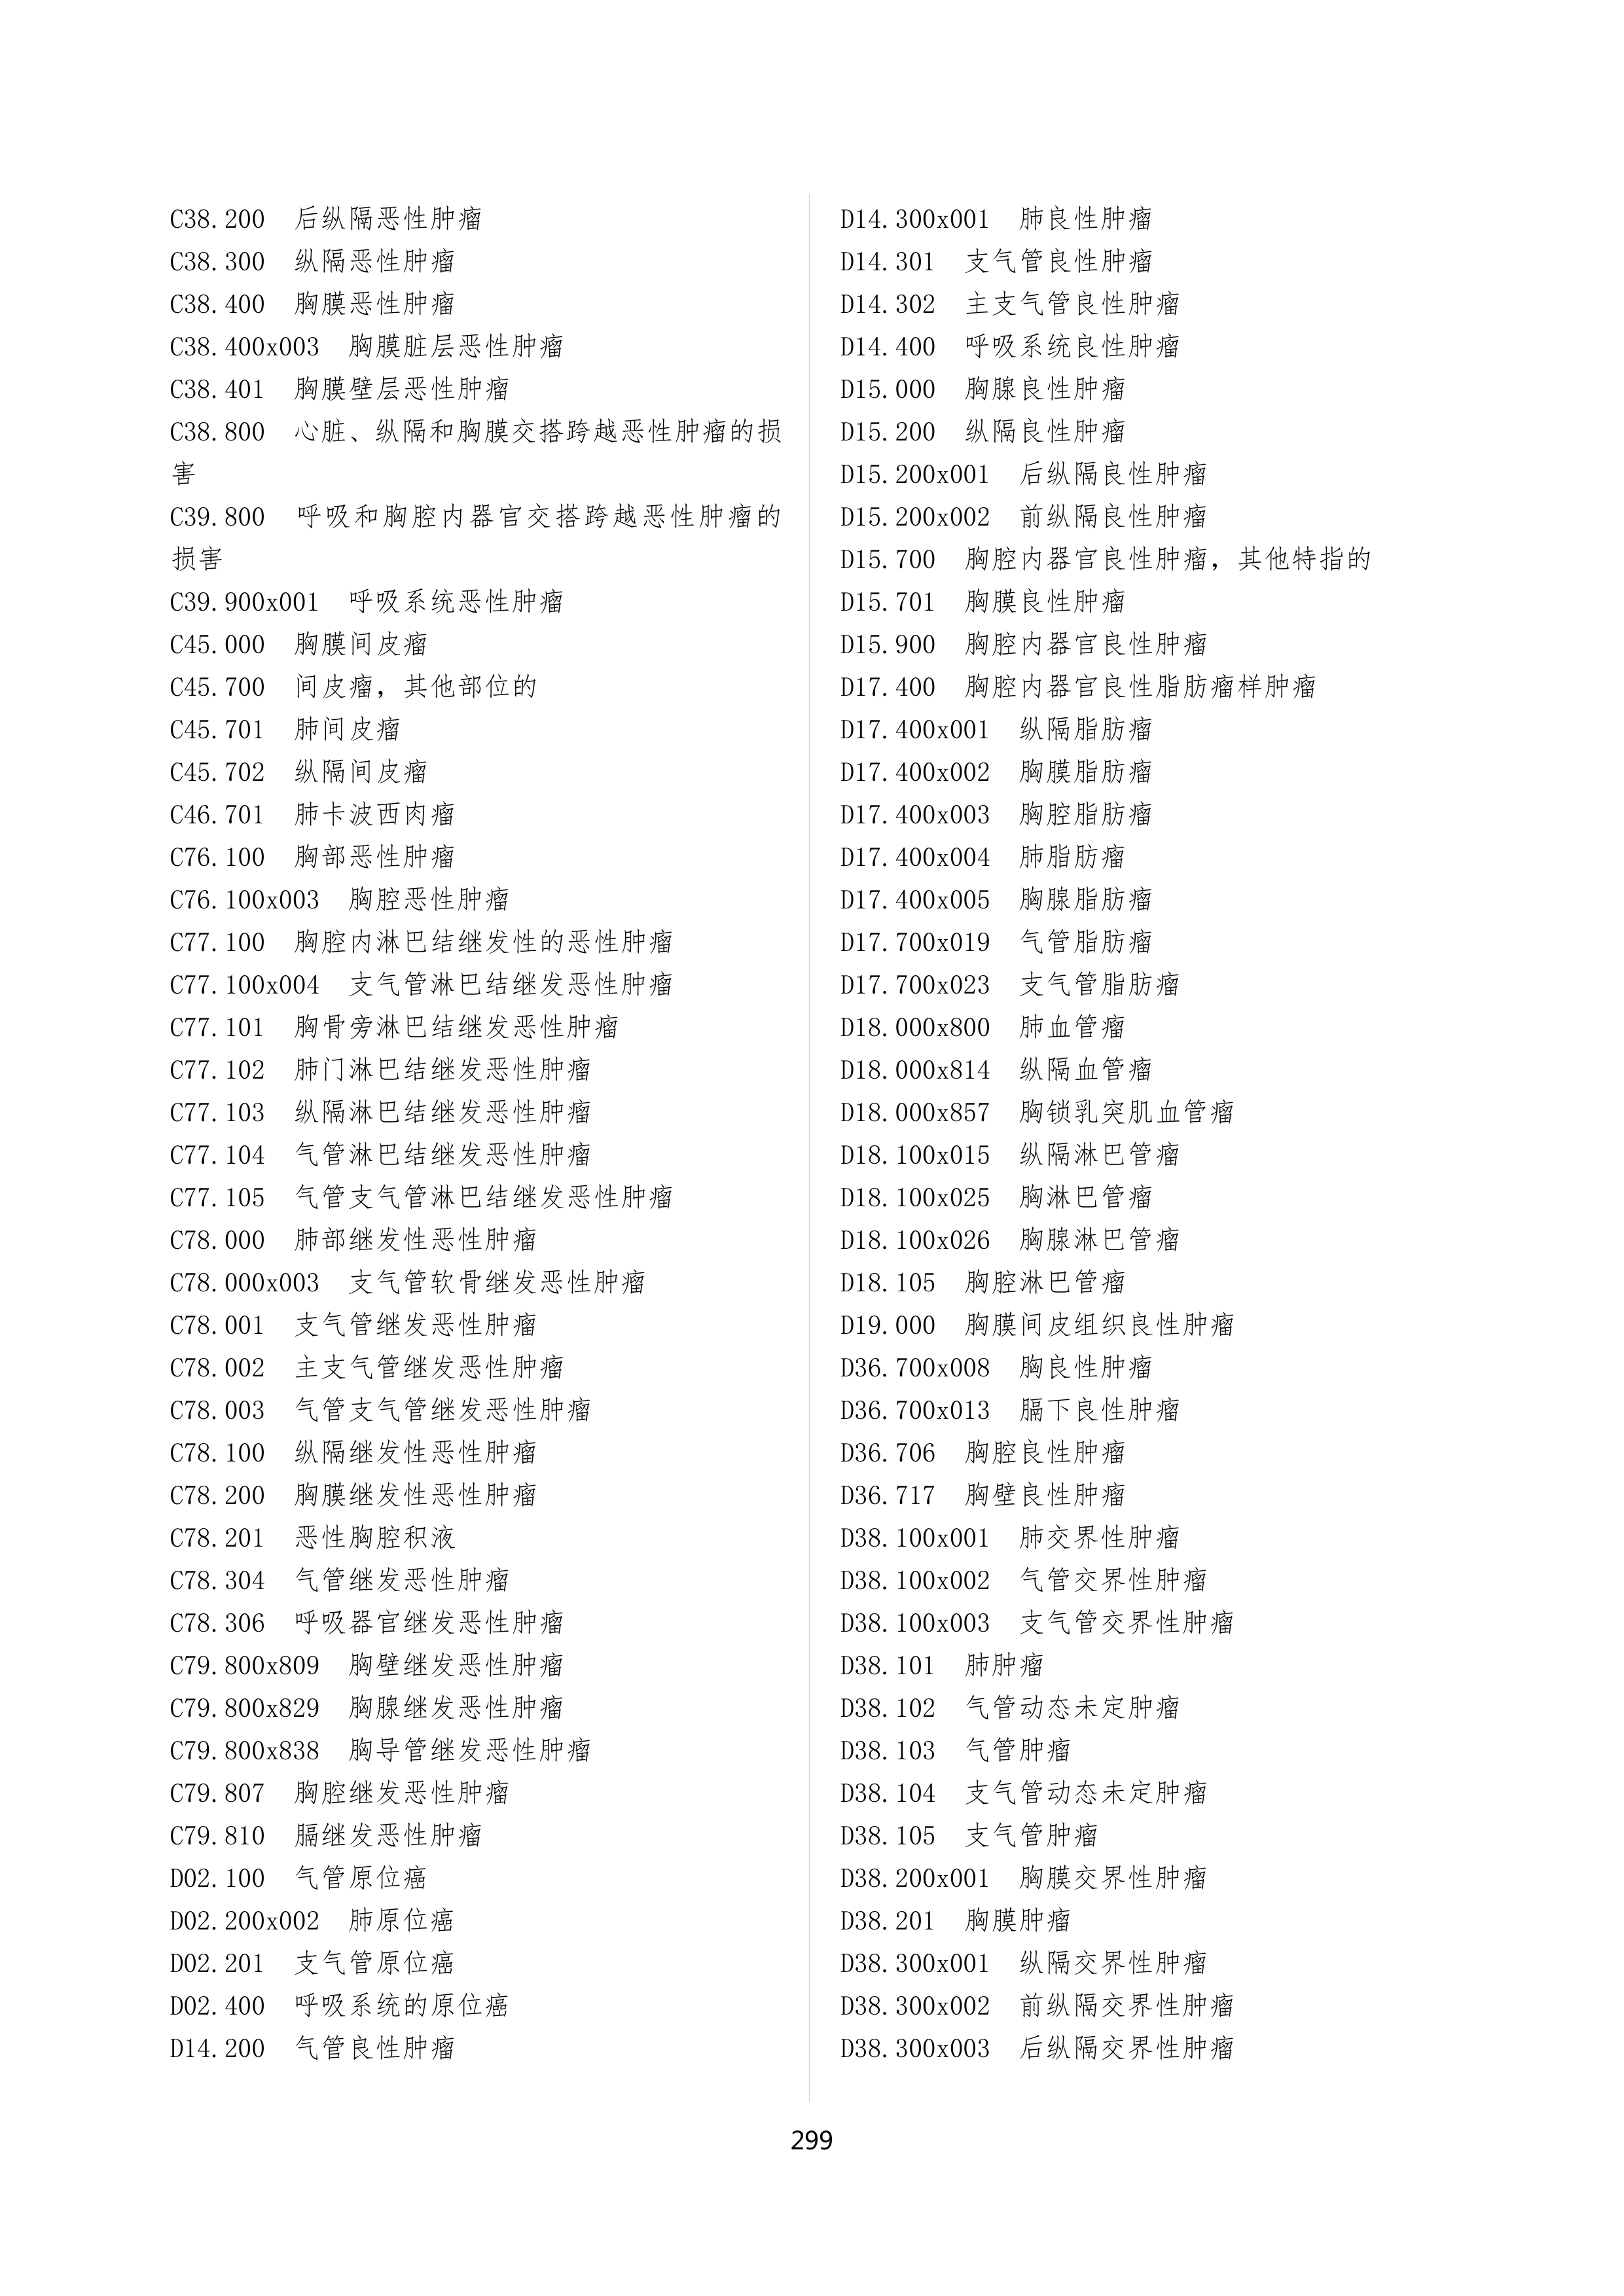 C38.200 后纵隔恶性肿瘤
C38.300 纵隔恶性肿瘤
C38.400 胸膜恶性肿瘤
C38.400x003 胸膜脏层恶性肿瘤
C38.401 胸膜壁层恶性肿瘤
C38.800 心脏、纵隔和胸膜交搭跨越恶性肿瘤的损
害
C39.800 呼吸和胸腔内器官交搭跨越恶性肿瘤的
损害
C39.900x001 呼吸系统恶性肿瘤
C45.000 胸膜间皮瘤
C45.700 间皮瘤，其他部位的
C45.701 肺间皮瘤
C45.702 纵隔间皮瘤
C46.701 肺卡波西肉瘤
C76.100 胸部恶性肿瘤
C76.100x003 胸腔恶性肿瘤
C77.100 胸腔内淋巴结继发性的恶性肿瘤
C77.100x004 支气管淋巴结继发恶性肿瘤
C77.101 胸骨旁淋巴结继发恶性肿瘤
C77.102 肺门淋巴结继发恶性肿瘤
C77.103 纵隔淋巴结继发恶性肿瘤
C77.104 气管淋巴结继发恶性肿瘤
C77.105 气管支气管淋巴结继发恶性肿瘤
C78.000 肺部继发性恶性肿瘤
C78.000x003 支气管软骨继发恶性肿瘤
C78.001 支气管继发恶性肿瘤
C78.002 主支气管继发恶性肿瘤
C78.003 气管支气管继发恶性肿瘤
C78.100 纵隔继发性恶性肿瘤
C78.200 胸膜继发性恶性肿瘤
C78.201 恶性胸腔积液
C78.304 气管继发恶性肿瘤
C78.306 呼吸器官继发恶性肿瘤
C79.800x809 胸壁继发恶性肿瘤
C79.800x829 胸腺继发恶性肿瘤
C79.800x838 胸导管继发恶性肿瘤
C79.807 胸腔继发恶性肿瘤
C79.810 膈继发恶性肿瘤
D02.100 气管原位癌
D02.200x002 肺原位癌
D02.201 支气管原位癌
D02.400 呼吸系统的原位癌
D14.200 气管良性肿瘤
D14.300x001 肺良性肿瘤
D14.301 支气管良性肿瘤
D14.302 主支气管良性肿瘤
D14.400 呼吸系统良性肿瘤
D15.000 胸腺良性肿瘤
D15.200 纵隔良性肿瘤
D15.200x001 后纵隔良性肿瘤
D15.200x002 前纵隔良性肿瘤
D15.700 胸腔内器官良性肿瘤，其他特指的
D15.701 胸膜良性肿瘤
D15.900 胸腔内器官良性肿瘤
D17.400 胸腔内器官良性脂肪瘤样肿瘤
D17.400x001 纵隔脂肪瘤
D17.400x002 胸膜脂肪瘤
D17.400x003 胸腔脂肪瘤
D17.400x004 肺脂肪瘤
D17.400x005 胸腺脂肪瘤
D17.700x019 气管脂肪瘤
D17.700x023 支气管脂肪瘤
D18.000x800 肺血管瘤
D18.000x814 纵隔血管瘤
D18.000x857 胸锁乳突肌血管瘤
D18.100x015 纵隔淋巴管瘤
D18.100x025 胸淋巴管瘤
D18.100x026 胸腺淋巴管瘤
D18.105 胸腔淋巴管瘤
D19.000 胸膜间皮组织良性肿瘤
D36.700x008 胸良性肿瘤
D36.700x013 膈下良性肿瘤
D36.706 胸腔良性肿瘤
D36.717 胸壁良性肿瘤
D38.100x001 肺交界性肿瘤
D38.100x002 气管交界性肿瘤
D38.100x003 支气管交界性肿瘤
D38.101 肺肿瘤
D38.102 气管动态未定肿瘤
D38.103 气管肿瘤
D38.104 支气管动态未定肿瘤
D38.105 支气管肿瘤
D38.200x001 胸膜交界性肿瘤
D38.201 胸膜肿瘤
D38.300x001 纵隔交界性肿瘤
D38.300x002 前纵隔交界性肿瘤
D38.300x003 后纵隔交界性肿瘤
299